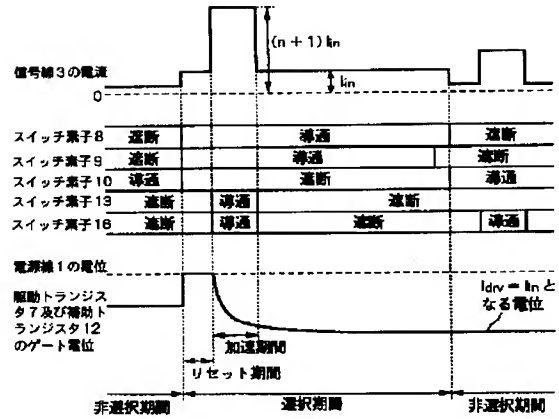 (n + 1) Iin
信号線3の電流
Iin
0
スイッチ素子8 遮断 導通 遮断
スイッチ素子9 遮断 導通 遮断
スイッチ素子10 導通 遮断 導通
スイッチ素子13 遮断 導通 遮断
スイッチ素子16 遮断 導通 遮断 導通
電源線1の電位
駆動トランジス
タ7及び補助ト
ランジスタ12
のゲート電位
Idrv = Iin と
なる電位
加速期間
リセット期間
非選択期間 選択期間 非選択期間